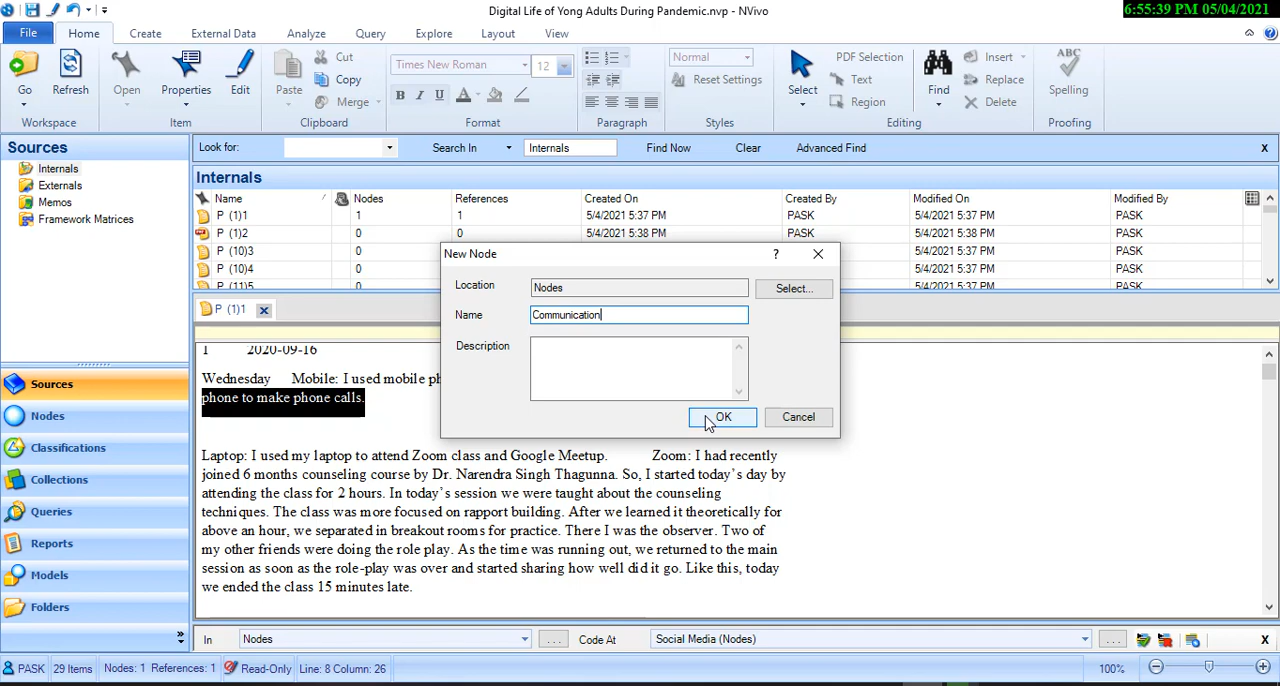 Digital Life of Yong Adults During Pandemic.nvp - NVivo
6:55:39 PM 05/04/2021
File Home Create External Data Analyze Query Explore Layout View
Go Refresh Open Properties Edit Paste Cut Copy Merge
Times New Roman 12 Normal Reset Settings
B I U A
Select PDF Selection Text Region Find Insert Replace Delete ABC Spelling
Workspace Item Clipboard Format Paragraph Styles Editing Proofing
Sources
Internals
Externals
Memos
Framework Matrices
Look for: Search In Internals Find Now Clear Advanced Find X
Internals
Name Nodes References Created On Created By Modified On Modified By
P (1)1 1 1 5/4/2021 5:37 PM PASK 5/4/2021 5:37 PM PASK
P (1)2 0 0 5/4/2021 5:38 PM PASK 5/4/2021 5:38 PM PASK
P (10)3 0 5/4/2021 5:37 PM PASK
P (10)4 0 5/4/2021 5:37 PM PASK
P (11)5 0 5/4/2021 5:37 PM PASK
New Node ?
Location Nodes Select...
Name Communication
Description
OK Cancel
P (1)1
1 2020-09-16
Wednesday Mobile: I used mobile ph
phone to make phone calls.
Laptop: I used my laptop to attend Zoom class and Google Meetup. Zoom: I had recently
joined 6 months counseling course by Dr. Narendra Singh Thagunna. So, I started today's day by
attending the class for 2 hours. In today's session we were taught about the counseling
techniques. The class was more focused on rapport building. After we learned it theoretically for
above an hour, we separated in breakout rooms for practice. There I was the observer. Two of
my other friends were doing the role play. As the time was running out, we returned to the main
session as soon as the role-play was over and started sharing how well did it go. Like this, today
we ended the class 15 minutes late.
Sources
Nodes
Classifications
Collections
Queries
Reports
Models
Folders
In Nodes ... Code At Social Media (Nodes) ... X
PASK 29 Items Nodes: 1 References: 1 Read-Only Line: 8 Column: 26 100%